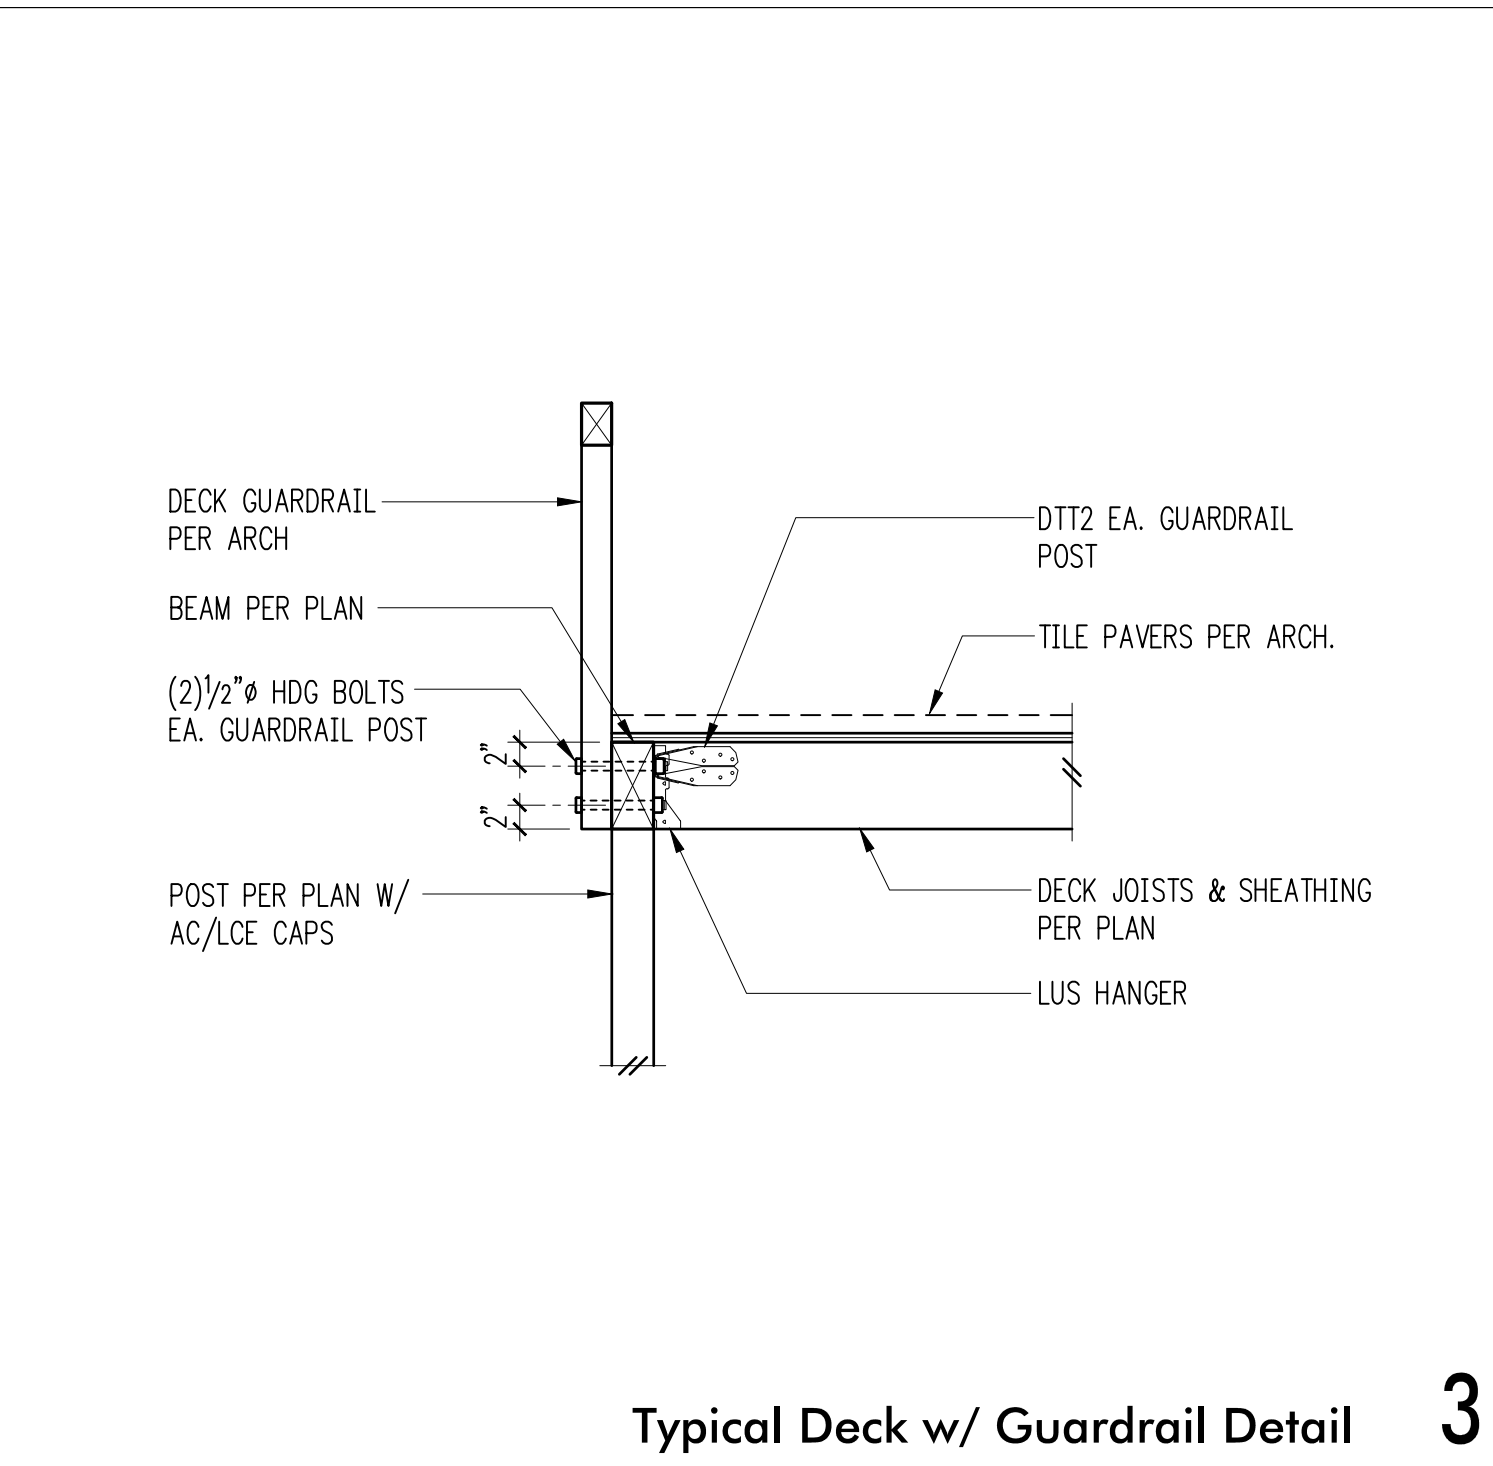 DECK GUARDRAIL
PER ARCH
BEAM PER PLAN
(2)1/2"ø HDG BOLTS
EA. GUARDRAIL POST
2"
2"
POST PER PLAN W/
AC/LCE CAPS
DTT2 EA. GUARDRAIL
POST
TILE PAVERS PER ARCH.
DECK JOISTS & SHEATHING
PER PLAN
LUS HANGER
Typical Deck w/ Guardrail Detail 3